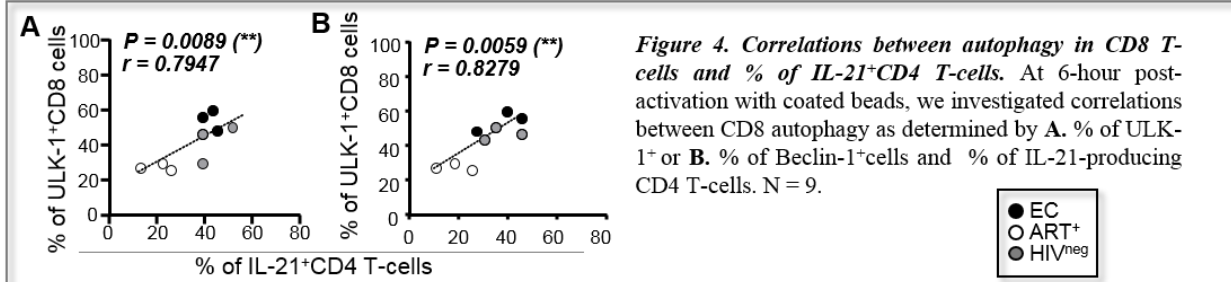 A
% of ULK-1⁺CD8 cells
100
80
60
40
20
0
P = 0.0089 (**)
r = 0.7947
0 20 40 60 80
B
% of ULK-1⁺CD8 cells
100
80
60
40
20
0
P = 0.0059 (**)
r = 0.8279
0 20 40 60 80
% of IL-21⁺CD4 T-cells
Figure 4. Correlations between autophagy in CD8 T-
cells and % of IL-21⁺CD4 T-cells. At 6-hour post-
activation with coated beads, we investigated correlations
between CD8 autophagy as determined by A. % of ULK-
1⁺ or B. % of Beclin-1⁺cells and % of IL-21-producing
CD4 T-cells. N = 9.
EC
ART⁺
HIVⁿᵉᵍ